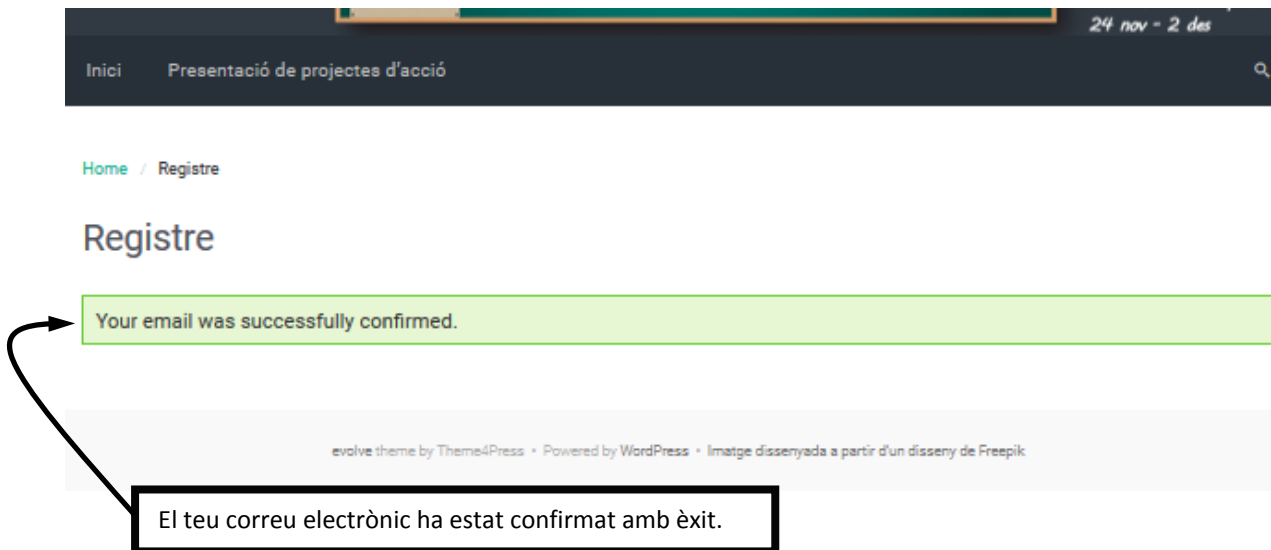 24 nov - 2 des
Inici Presentació de projectes d'acció
Home / Registre
Registre
Your email was successfully confirmed.
evolve theme by Theme4Press • Powered by WordPress • Imatge dissenyada a partir d'un disseny de Freepik
El teu correu electrònic ha estat confirmat amb èxit.